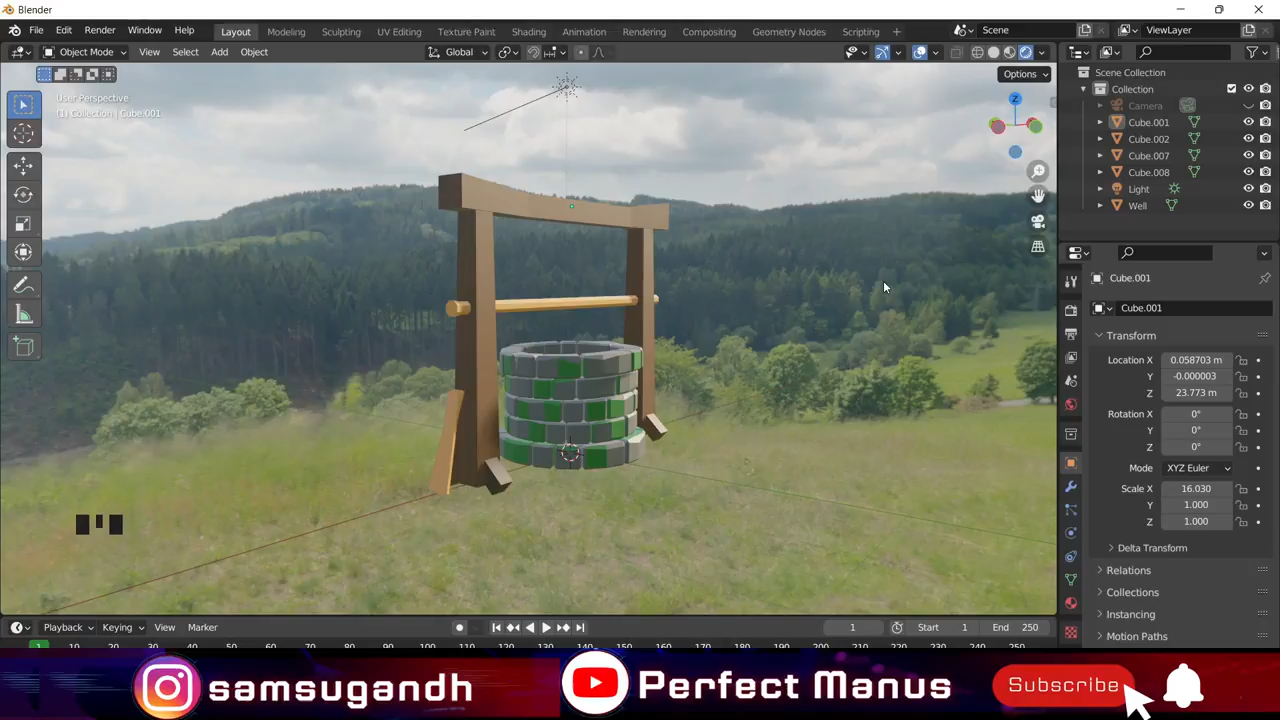 Blender
File Edit Render Window Help
Layout Modeling Sculpting UV Editing Texture Paint Shading Animation Rendering Compositing Geometry Nodes Scripting +
Scene
ViewLayer
Object Mode View Select Add Object
Global
Options
User Perspective
(1) Collection | Cube.001
Z
Scene Collection
Collection
Camera
Cube.001
Cube.002
Cube.007
Cube.008
Light
Well
Cube.001
Cube.001
Transform
Location X 0.058703 m
Y -0.000003
Z 23.773 m
Rotation X 0°
Y 0°
Z 0°
Mode XYZ Euler
Scale X 16.030
Y 1.000
Z 1.000
Delta Transform
Relations
Collections
Instancing
Motion Paths
Playback Keying View Marker
1 Start 1 End 250
samsugandh
Perfect Manus
Subscribe